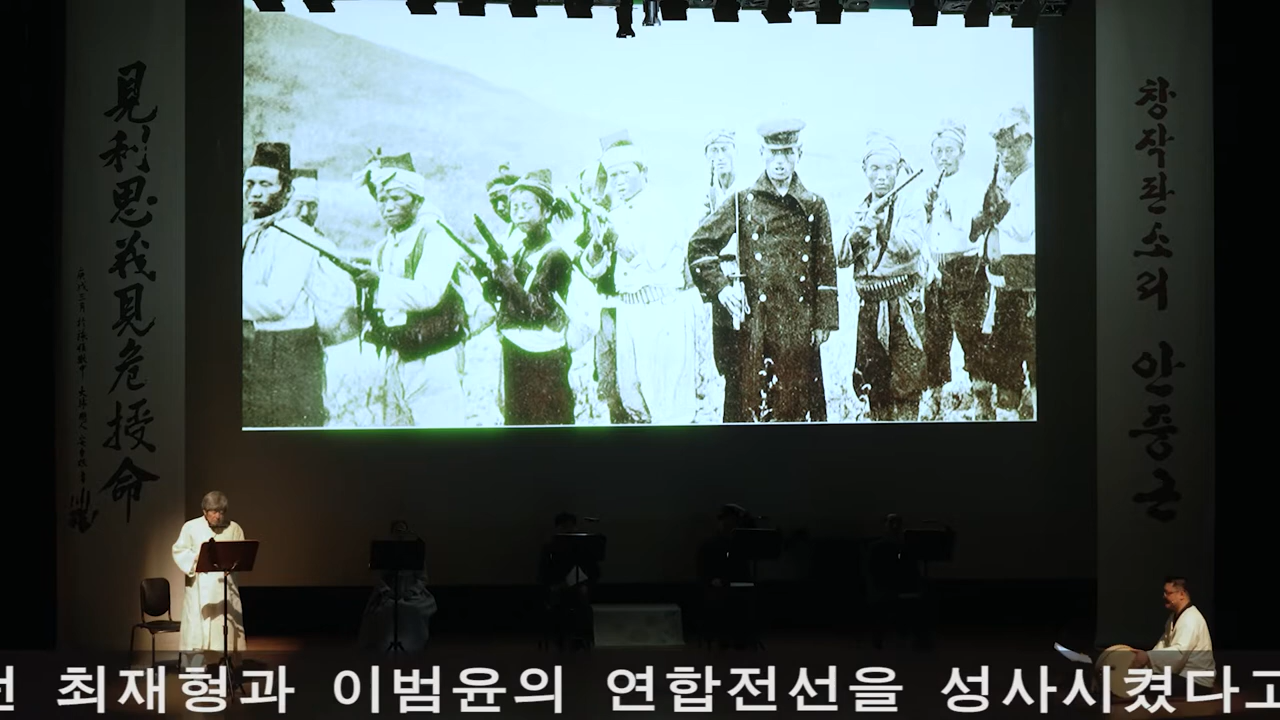 見利思義見危授命
창작판소리 안중근
전 최재형과 이범윤의 연합전선을 성사시켰다고